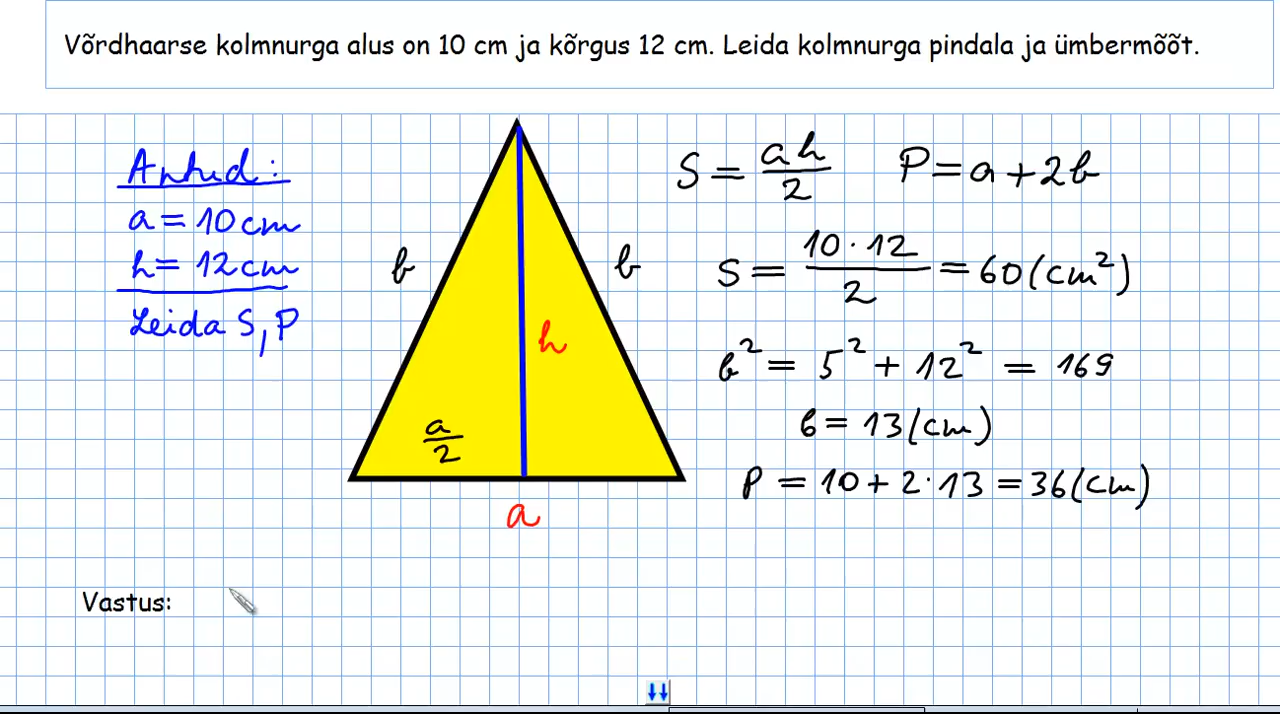 Võrdhaarse kolmnurga alus on 10 cm ja kõrgus 12 cm. Leida kolmnurga pindala ja ümbermõõt.
Antud:
a = 10 cm
h = 12 cm
Leida S, P
b
b
h
a/2
a
S = ah/2
P = a + 2b
S = 10 · 12/2 = 60 (cm²)
b² = 5² + 12² = 169
b = 13 (cm)
P = 10 + 2 · 13 = 36 (cm)
Vastus: